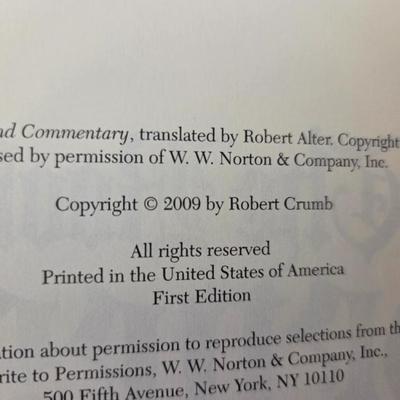 nd Commentary, translated by Robert Alter. Copyright
sed by permission of W. W. Norton & Company, Inc.
Copyright © 2009 by Robert Crumb
All rights reserved
Printed in the United States of America
First Edition
tion about permission to reproduce selections from th
rite to Permissions, W. W. Norton & Company, Inc.,
500 Fifth Avenue, New York, NY 10110